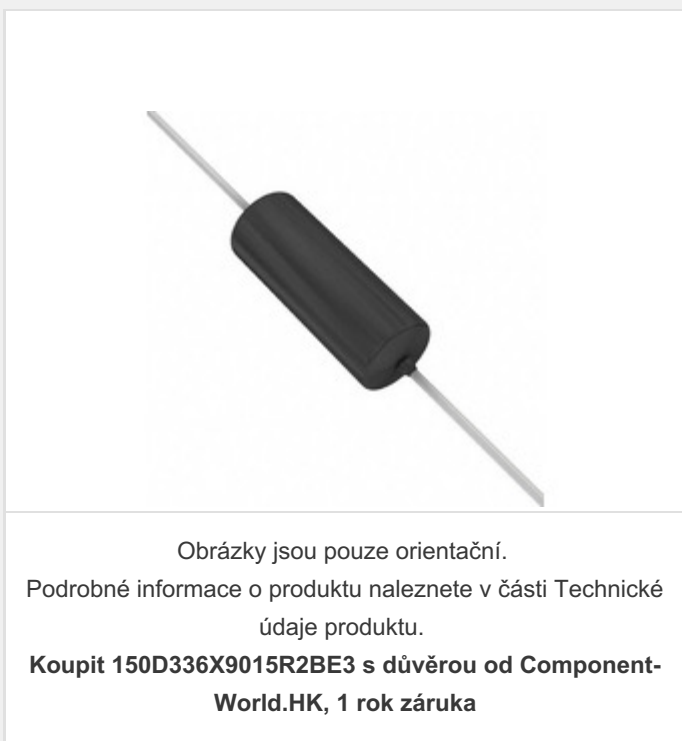 Obrázky jsou pouze orientační.
Podrobné informace o produktu naleznete v části Technické
údaje produktu.
Koupit 150D336X9015R2BE3 s důvěrou od Component-
World.HK, 1 rok záruka